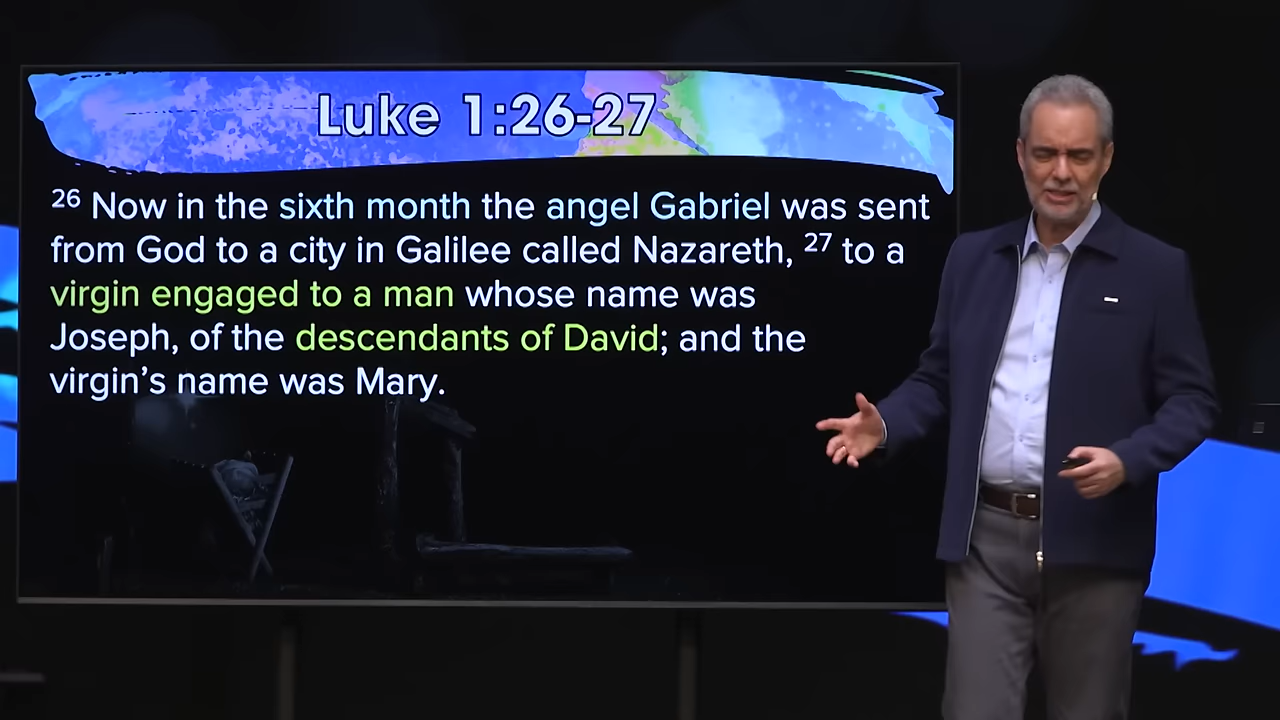 Luke 1:26-27
26 Now in the sixth month the angel Gabriel was sent
from God to a city in Galilee called Nazareth, 27 to a
virgin engaged to a man whose name was
Joseph, of the descendants of David; and the
virgin’s name was Mary.